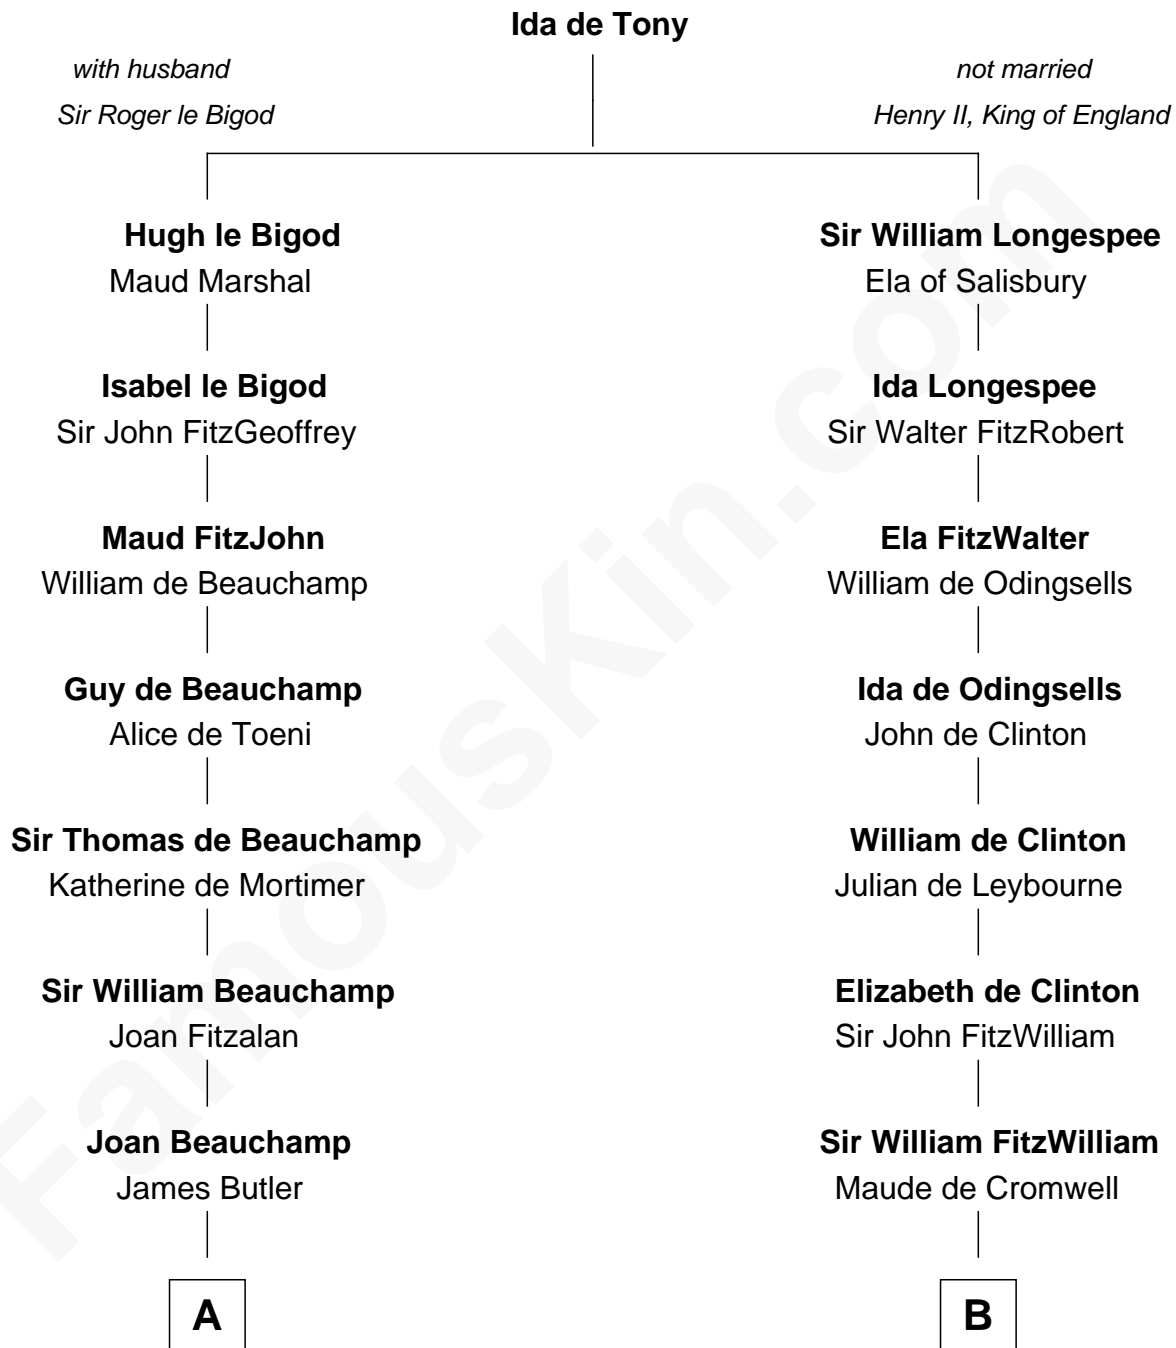 Ida de Tony
with husband
Sir Roger le Bigod
not married
Henry II, King of England
Hugh le Bigod
Maud Marshal
Isabel le Bigod
Sir John FitzGeoffrey
Maud FitzJohn
William de Beauchamp
Guy de Beauchamp
Alice de Toeni
Sir Thomas de Beauchamp
Katherine de Mortimer
Sir William Beauchamp
Joan Fitzalan
Joan Beauchamp
James Butler
A
Sir William Longespee
Ela of Salisbury
Ida Longespee
Sir Walter FitzRobert
Ela FitzWalter
William de Odingsells
Ida de Odingsells
John de Clinton
William de Clinton
Julian de Leybourne
Elizabeth de Clinton
Sir John FitzWilliam
Sir William FitzWilliam
Maude de Cromwell
B
FamousKin.com